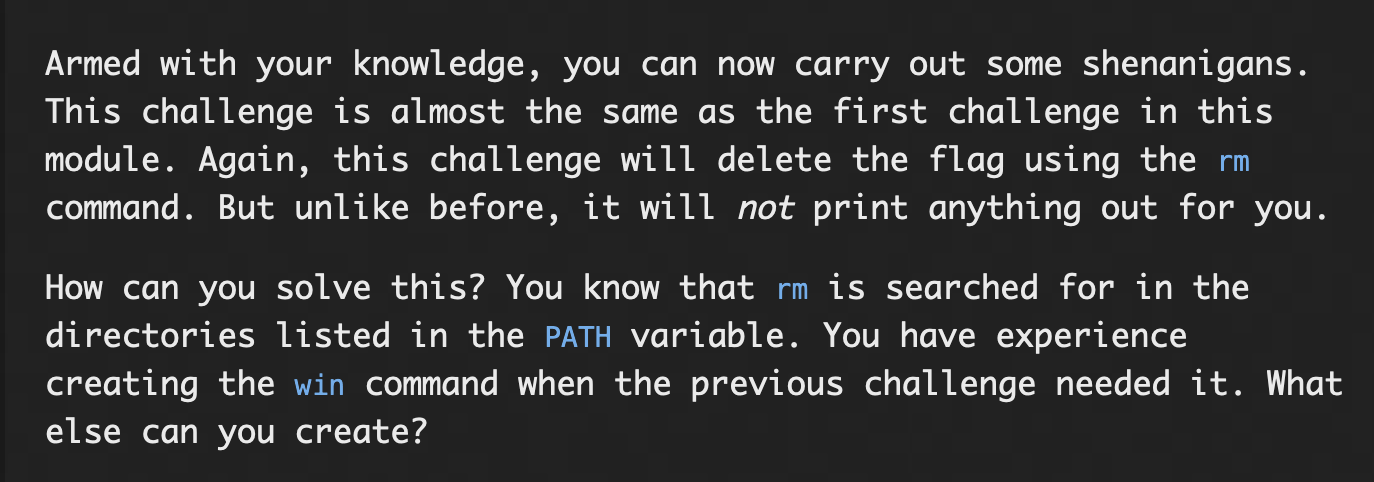 Armed with your knowledge, you can now carry out some shenanigans.
This challenge is almost the same as the first challenge in this
module. Again, this challenge will delete the flag using the rm
command. But unlike before, it will not print anything out for you.
How can you solve this? You know that rm is searched for in the
directories listed in the PATH variable. You have experience
creating the win command when the previous challenge needed it. What
else can you create?